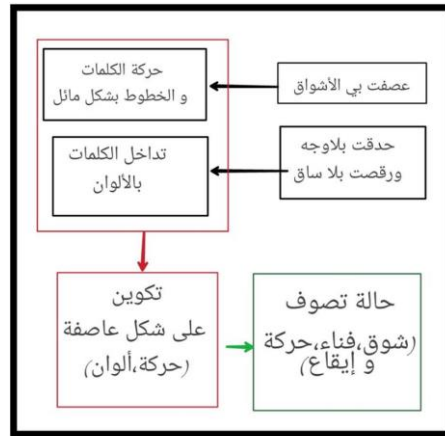 عصفت بي الأشواق
حركة الكلمات
و الخطوط بشكل مائل
حدقت بلاوجه
ورقصت بلا ساق
تداخل الكلمات
بالألوان
تكوين
على شكل عاصفة
(حركة،ألوان)
حالة تصوف
(شوق،فناء،حركة
و إيقاع)